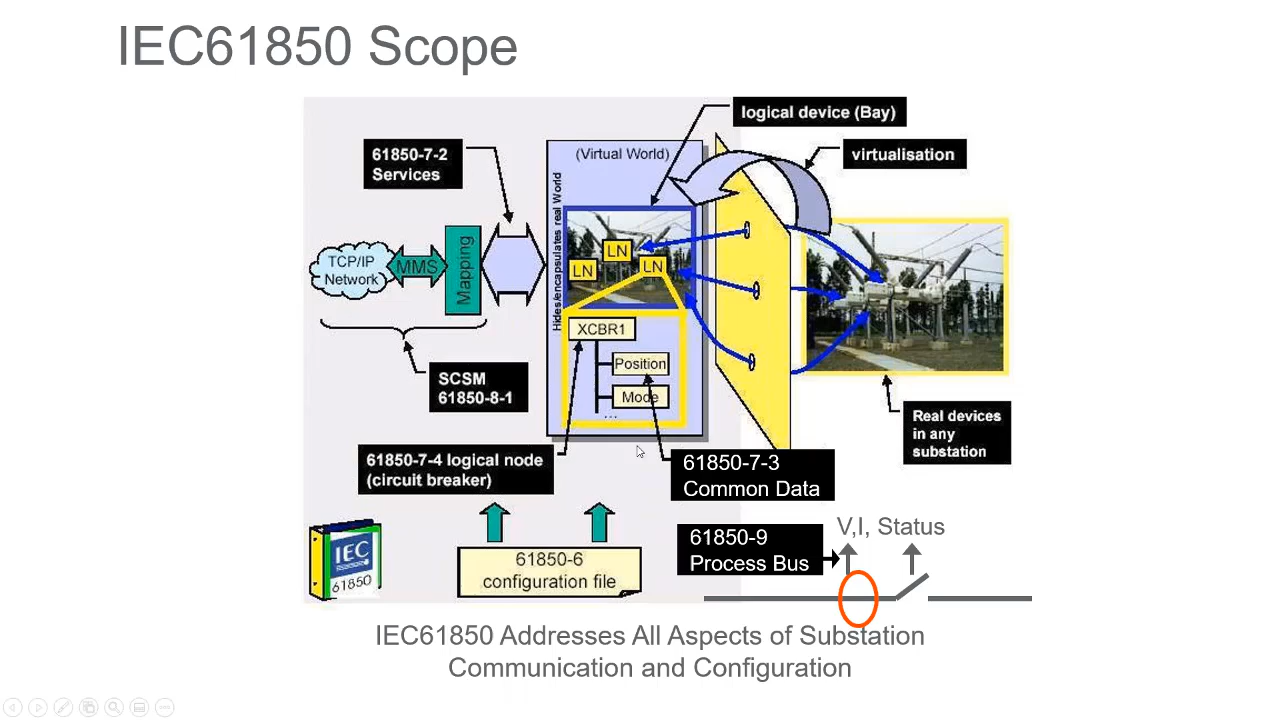 IEC61850 Scope
logical device (Bay)
virtualisation
61850-7-2
Services
(Virtual World)
Hides/encapsulates real World
LN
LN
LN
TCP/IP
Network
MMS
Mapping
XCBR1
Position
Mode
...
SCSM
61850-8-1
Real devices
in any
substation
61850-7-4 logical node
(circuit breaker)
61850-7-3
Common Data
61850-9
Process Bus
V,I, Status
IEC
61850
61850-6
configuration file
IEC61850 Addresses All Aspects of Substation
Communication and Configuration